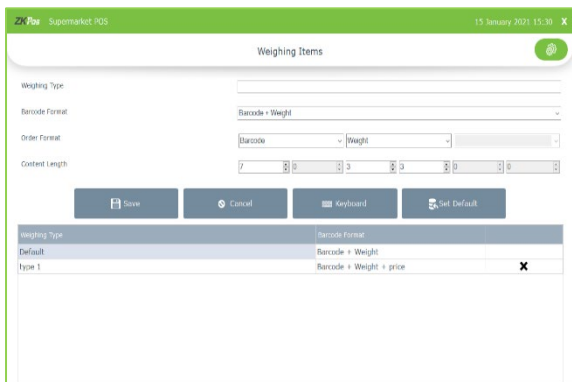 ZKPos Supermarket POS 15 January 2021 15:30 X
Weighing Items
Weighing Type
Barcode Format Barcode + Weight
Order Format Barcode Weight
Content Length 7 0 3 3 0 0
Save Cancel Keyboard Set Default
Weighing Type Barcode Format
Default Barcode + Weight
type 1 Barcode + Weight + price